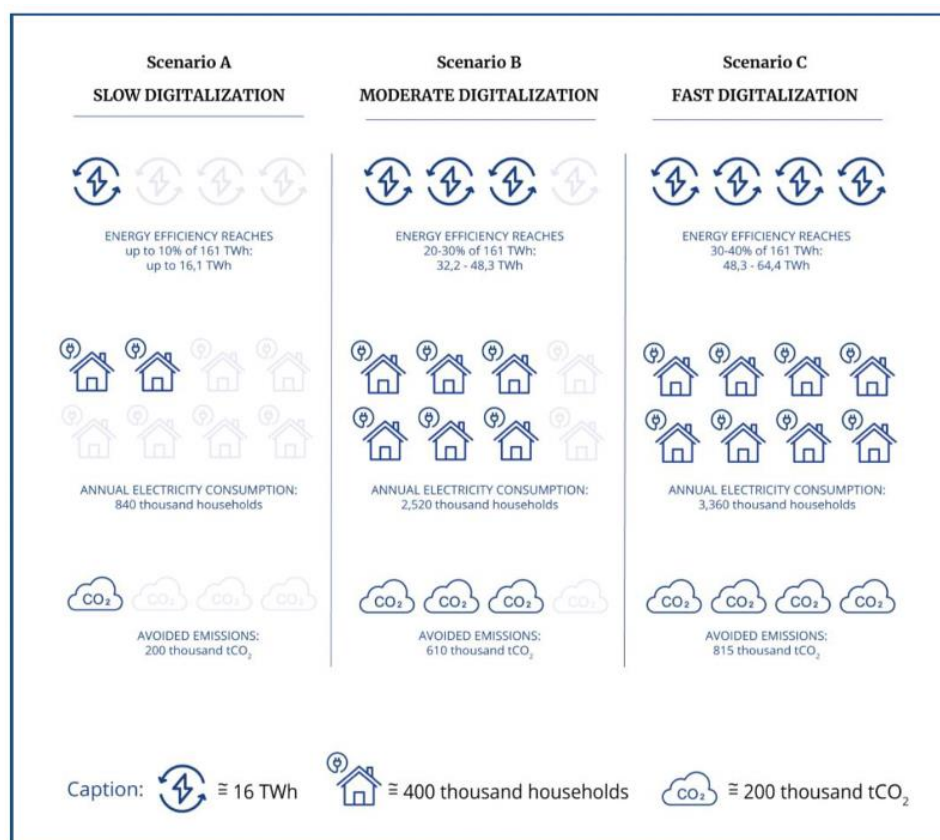 Scenario A
SLOW DIGITALIZATION
Scenario B
MODERATE DIGITALIZATION
Scenario C
FAST DIGITALIZATION
ENERGY EFFICIENCY REACHES
up to 10% of 161 TWh:
up to 16,1 TWh
ENERGY EFFICIENCY REACHES
20-30% of 161 TWh:
32,2 - 48,3 TWh
ENERGY EFFICIENCY REACHES
30-40% of 161 TWh:
48,3 - 64,4 TWh
ANNUAL ELECTRICITY CONSUMPTION:
840 thousand households
ANNUAL ELECTRICITY CONSUMPTION:
2,520 thousand households
ANNUAL ELECTRICITY CONSUMPTION:
3,360 thousand households
CO₂ CO₂ CO₂ CO₂
AVOIDED EMISSIONS:
200 thousand tCO₂
CO₂ CO₂ CO₂ CO₂
AVOIDED EMISSIONS:
610 thousand tCO₂
CO₂ CO₂ CO₂ CO₂
AVOIDED EMISSIONS:
815 thousand tCO₂
Caption: ≅ 16 TWh ≅ 400 thousand households CO₂ ≅ 200 thousand tCO₂